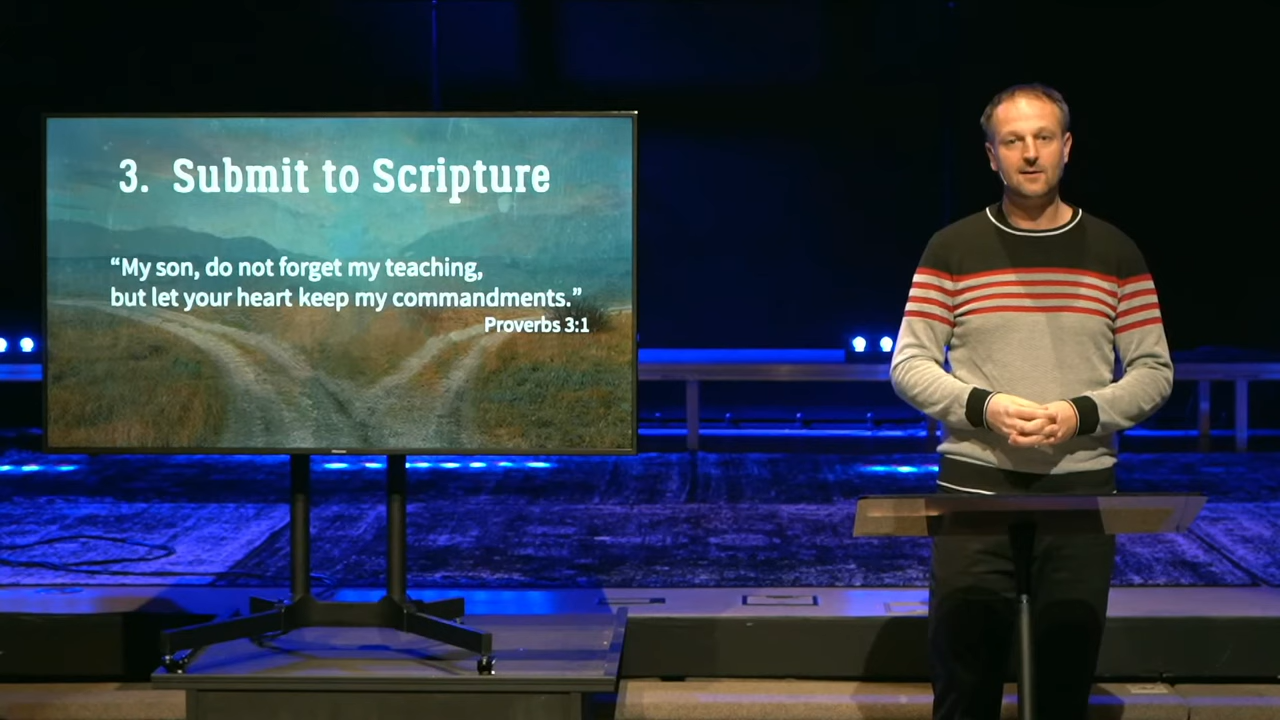 3. Submit to Scripture
“My son, do not forget my teaching,
but let your heart keep my commandments.”
Proverbs 3:1